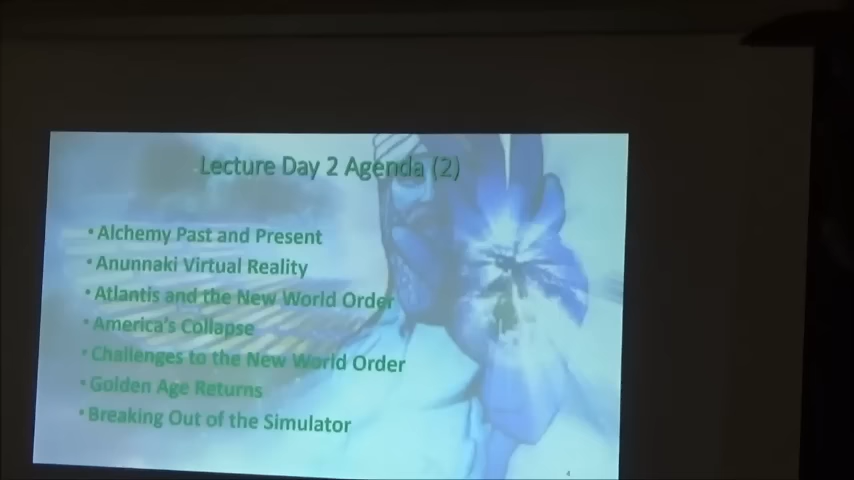 Lecture Day 2 Agenda (2)
• Alchemy Past and Present
• Anunnaki Virtual Reality
• Atlantis and the New World Order
• America's Collapse
• Challenges to the New World Order
• Golden Age Returns
• Breaking Out of the Simulator
4